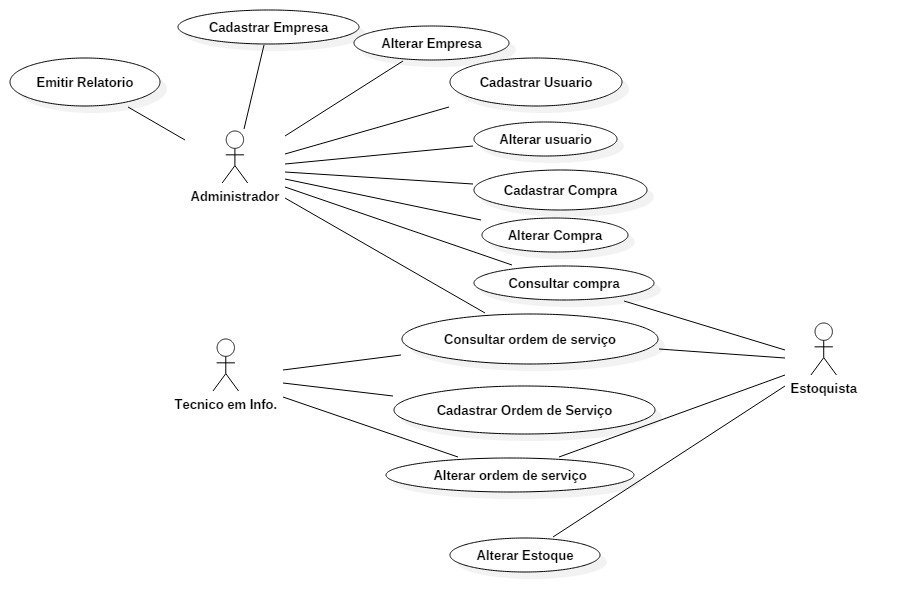 Cadastrar Empresa
Alterar Empresa
Emitir Relatorio
Cadastrar Usuario
Alterar usuario
Cadastrar Compra
Administrador
Alterar Compra
Consultar compra
Consultar ordem de serviço
Estoquista
Tecnico em Info.
Cadastrar Ordem de Serviço
Alterar ordem de serviço
Alterar Estoque